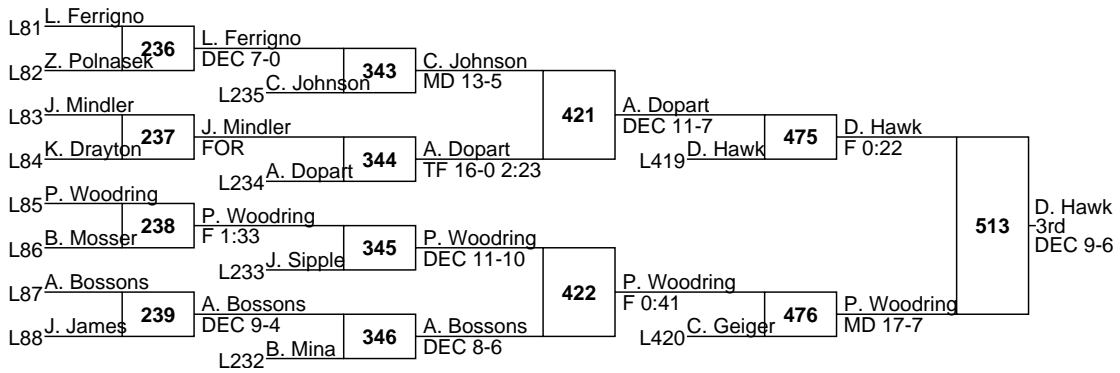 L81 L. Ferrigno
236
L82 Z. Polnasek
L. Ferrigno
DEC 7-0
343
L235 C. Johnson
C. Johnson
MD 13-5
L83 J. Mindler
237
L84 K. Drayton
J. Mindler
FOR
344
L234 A. Dopart
A. Dopart
TF 16-0 2:23
421
A. Dopart
DEC 11-7
475
L419 D. Hawk
D. Hawk
F 0:22
L85 P. Woodring
238
L86 B. Mosser
P. Woodring
F 1:33
345
L233 J. Sipple
P. Woodring
DEC 11-10
L87 A. Bossons
239
L88 J. James
A. Bossons
DEC 9-4
346
L232 B. Mina
A. Bossons
DEC 8-6
422
P. Woodring
F 0:41
476
L420 C. Geiger
P. Woodring
MD 17-7
513
D. Hawk
3rd
DEC 9-6